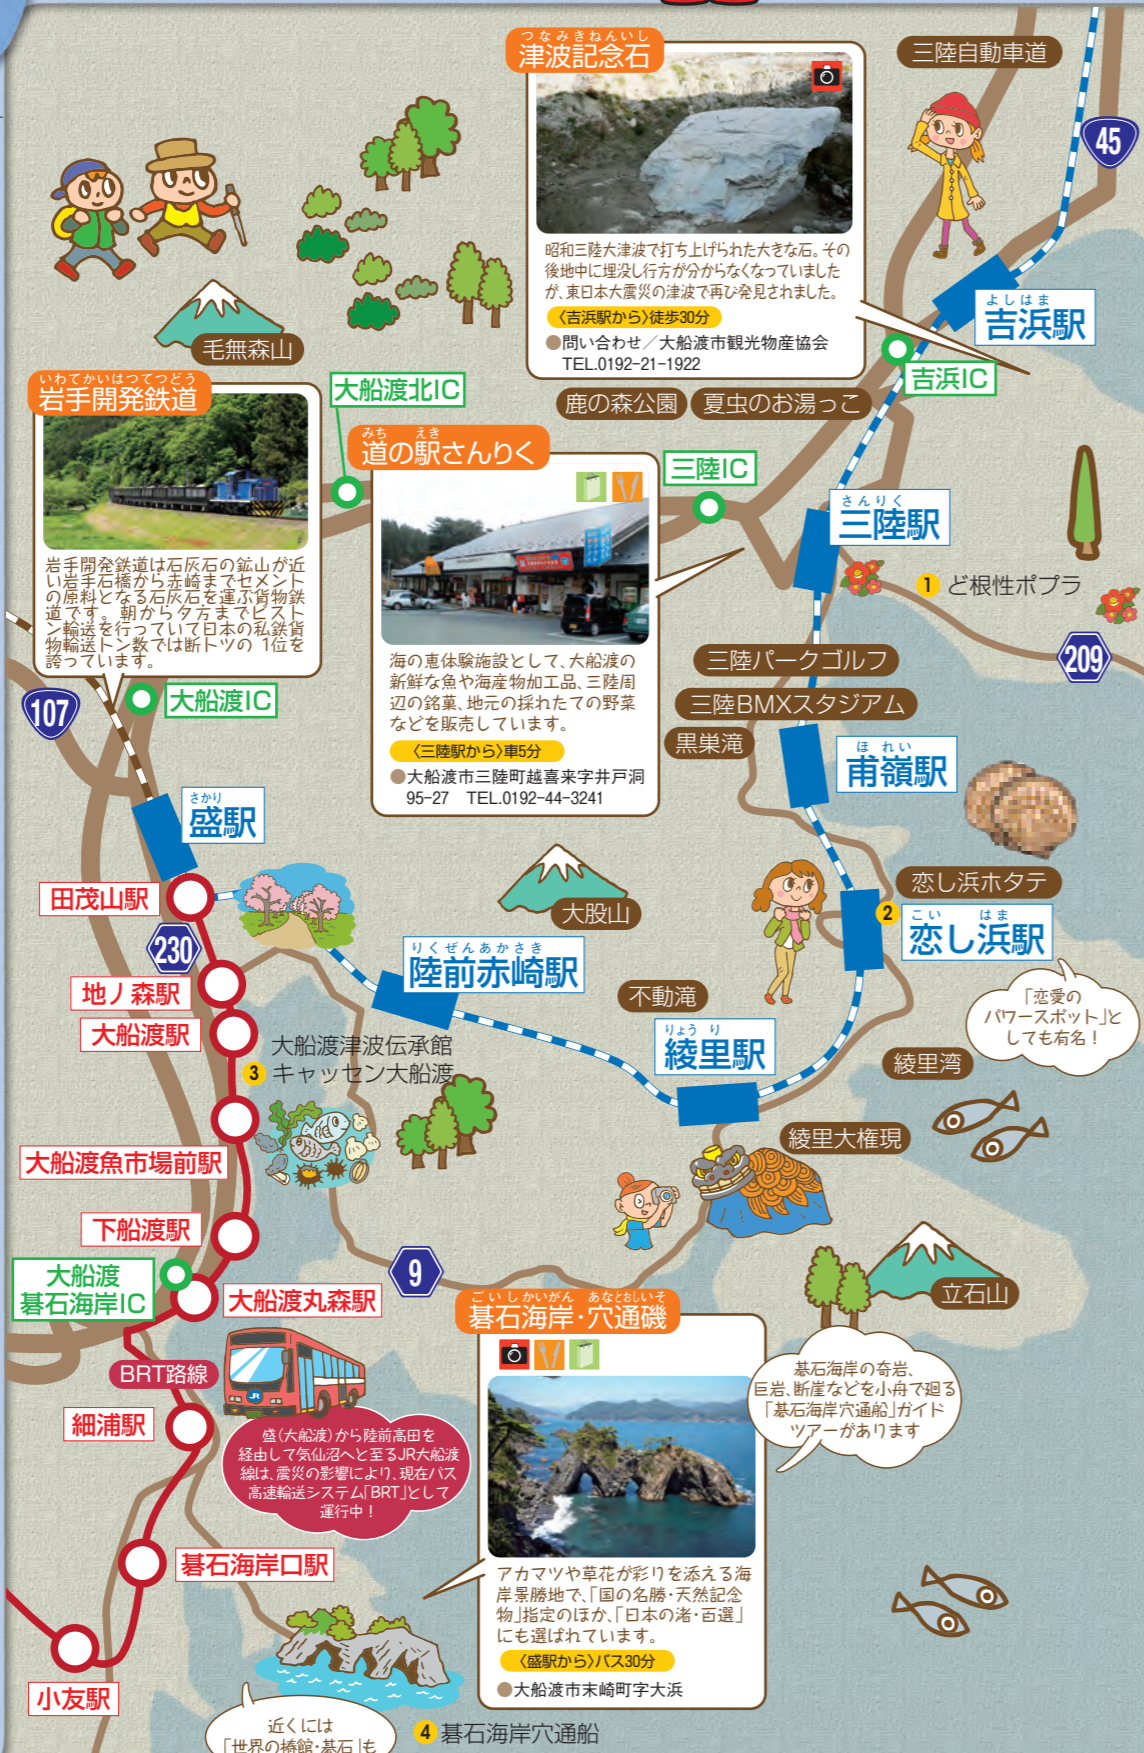 つなみきねんいし
津波記念石
昭和三陸大津波で打ち上げられた大きな石。その
後地中に埋没し行方が分からなくなっていました
が、東日本大震災の津波で再び発見されました。
〈吉浜駅から〉徒歩30分
●問い合わせ／大船渡市観光物産協会
TEL.0192-21-1922
三陸自動車道
45
よしはま
吉浜駅
吉浜IC
毛無森山
鹿の森公園
夏虫のお湯っこ
いわてかいはつてつどう
岩手開発鉄道
岩手開発鉄道は石灰石の鉱山が近
い岩手石橋から赤崎までセメント
の原料となる石灰石を運ぶ貨物鉄
道です。朝から夕方までピスト
ン輸送を行っていて日本の私鉄貨
物輸送トン数では断トツの 1位を
誇っています。
大船渡北IC
みち えき
道の駅さんりく
海の恵体験施設として、大船渡の
新鮮な魚や海産物加工品、三陸周
辺の銘菓、地元の採れたての野菜
などを販売しています。
〈三陸駅から〉車5分
●大船渡市三陸町越喜来字井戸洞
95-27 TEL.0192-44-3241
三陸IC
さんりく
三陸駅
1 ど根性ポプラ
209
三陸パークゴルフ
三陸BMXスタジアム
黒巣滝
ほれい
甫嶺駅
107
大船渡IC
さかり
盛駅
田茂山駅
230
地ノ森駅
大船渡駅
大股山
恋し浜ホタテ
2
こい はま
恋し浜駅
「恋愛の
パワースポット」と
しても有名！
りくぜんあかさき
陸前赤崎駅
不動滝
りょうり
綾里駅
綾里湾
大船渡津波伝承館
3 キャッセン大船渡
綾里大権現
大船渡魚市場前駅
下船渡駅
大船渡
碁石海岸IC
大船渡丸森駅
9
立石山
BRT路線
JR
細浦駅
盛(大船渡)から陸前高田を
経由して気仙沼へと至るJR大船渡
線は、震災の影響により、現在バス
高速輸送システム「BRT」として
運行中！
ごいしかいがん あなとおしいそ
碁石海岸・穴通磯
アカマツや草花が彩りを添える海
岸景勝地で、「国の名勝・天然記念
物」指定のほか、「日本の渚・百選」
にも選ばれています。
〈盛駅から〉バス30分
●大船渡市末崎町字大浜
碁石海岸の奇岩、
巨岩、断崖などを小舟で廻る
「碁石海岸穴通船」ガイド
ツアーがあります
碁石海岸口駅
小友駅
近くには
「世界の椿館・碁石」も
4 碁石海岸穴通船